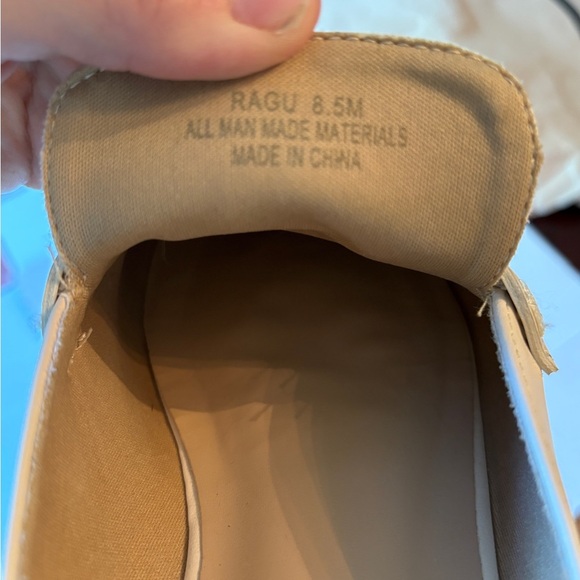 RAGU 8.5M
ALL MAN MADE MATERIALS
MADE IN CHINA